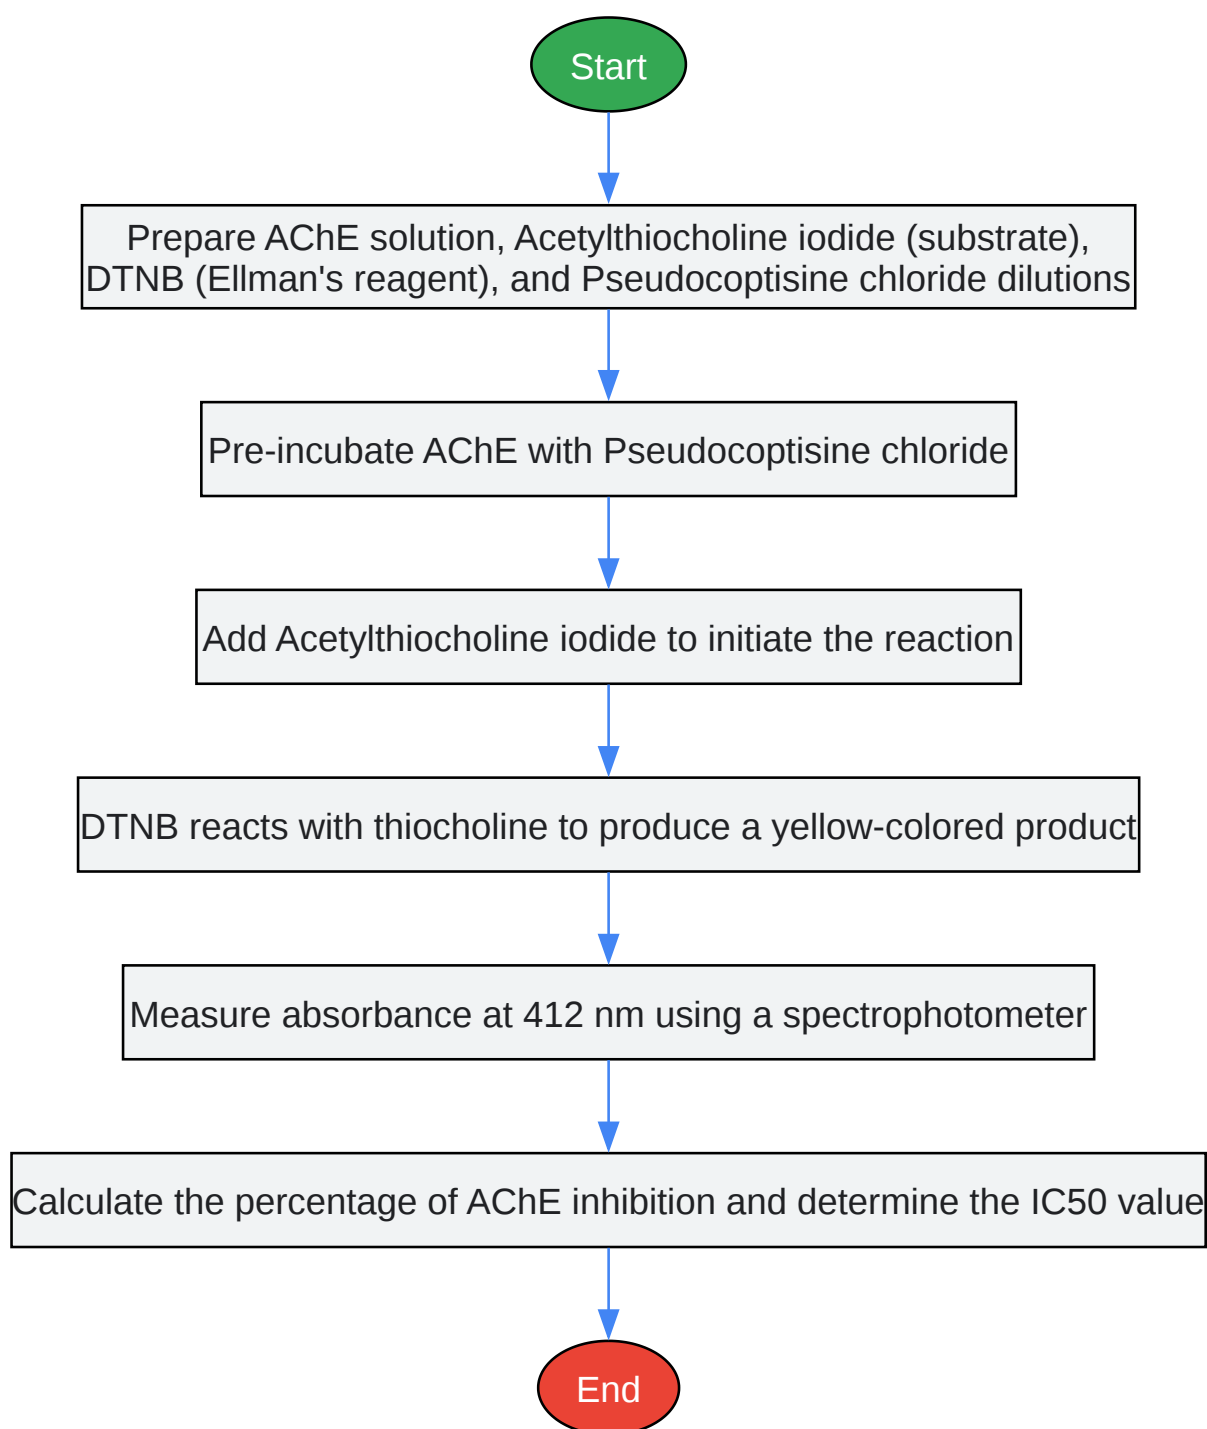 Start
Prepare AChE solution, Acetylthiocholine iodide (substrate),
DTNB (Ellman's reagent), and Pseudocoptisine chloride dilutions
Pre-incubate AChE with Pseudocoptisine chloride
Add Acetylthiocholine iodide to initiate the reaction
DTNB reacts with thiocholine to produce a yellow-colored product
Measure absorbance at 412 nm using a spectrophotometer
Calculate the percentage of AChE inhibition and determine the IC50 value
End